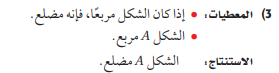 (3 المعطيات: • إذا كان الشكل مربعًا، فإنه مضلع.
• الشكل A مربع.
الاستنتاج: الشكل A مضلع.